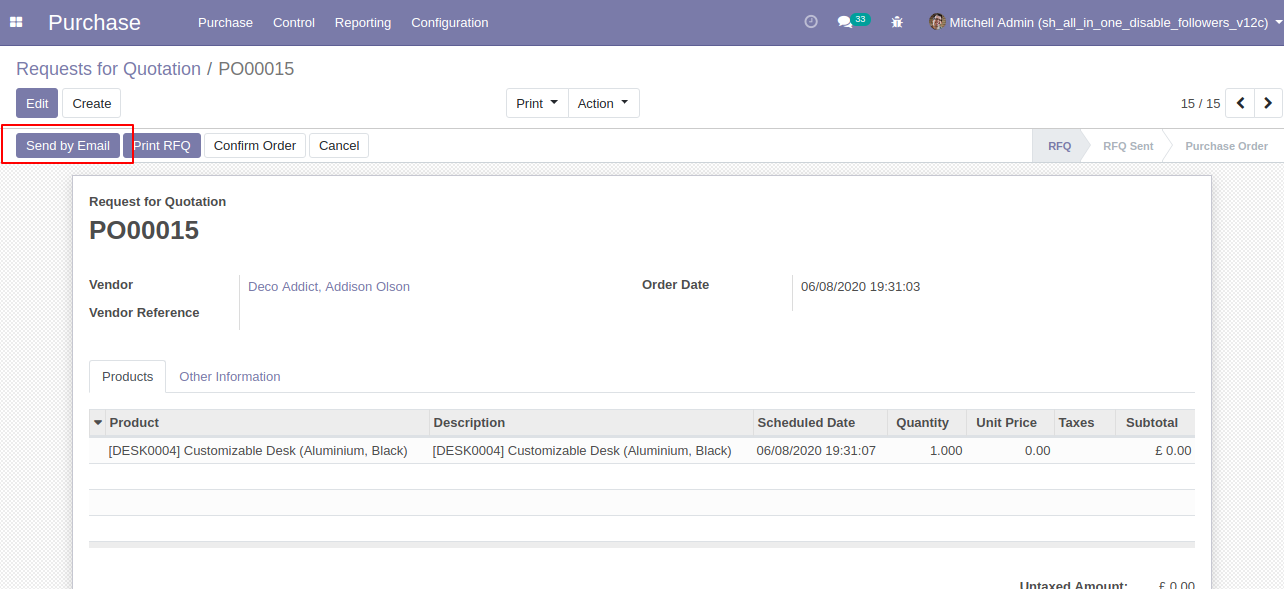 Purchase Purchase Control Reporting Configuration 33 Mitchell Admin (sh_all_in_one_disable_followers_v12c)
Requests for Quotation / PO00015
Edit Create Print Action 15 / 15
Send by Email Print RFQ Confirm Order Cancel RFQ RFQ Sent Purchase Order
Request for Quotation
PO00015
Vendor Deco Addict, Addison Olson Order Date 06/08/2020 19:31:03
Vendor Reference
Products Other Information
Product Description Scheduled Date Quantity Unit Price Taxes Subtotal
[DESK0004] Customizable Desk (Aluminium, Black) [DESK0004] Customizable Desk (Aluminium, Black) 06/08/2020 19:31:07 1.000 0.00 £ 0.00
Untaxed Amount: £ 0.00